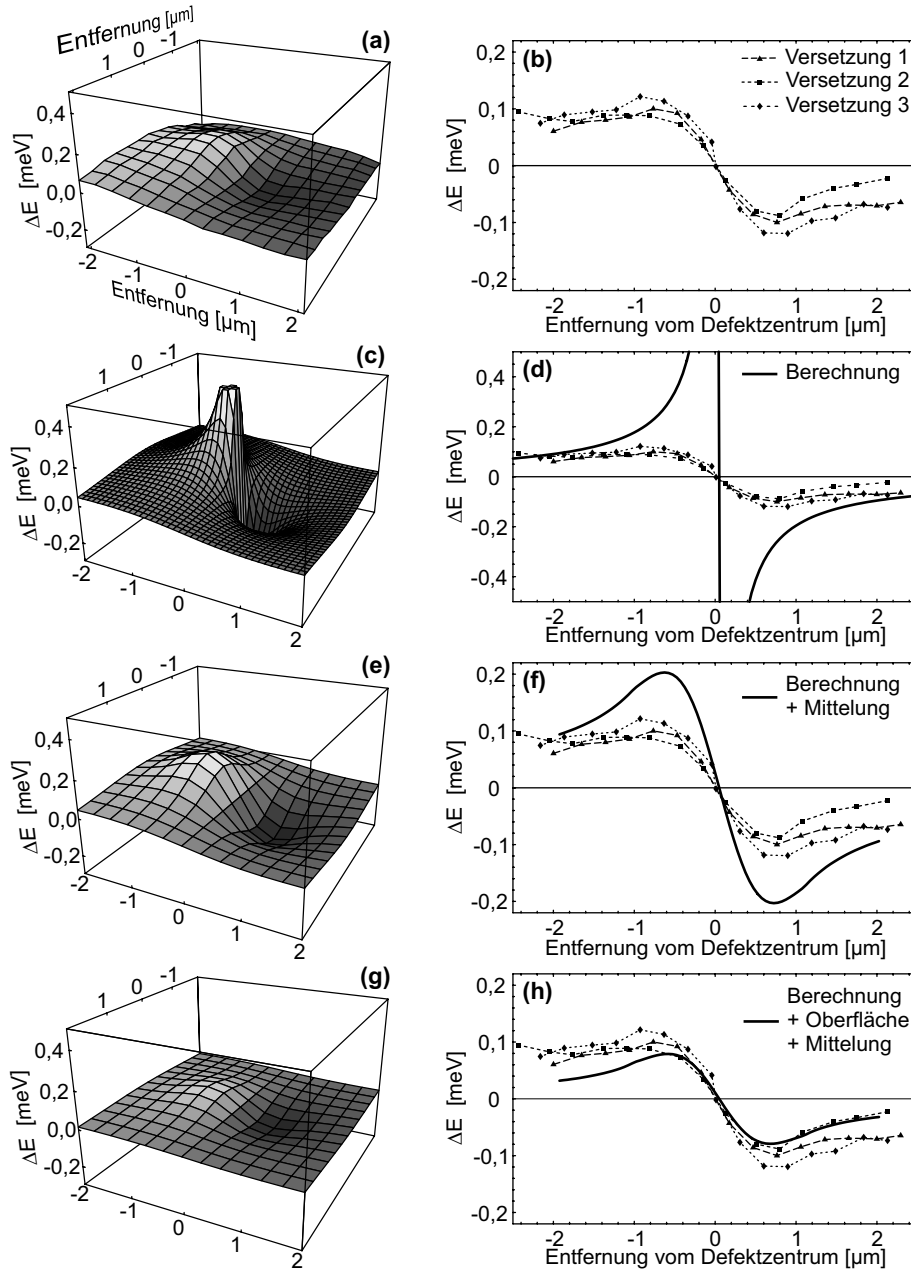 Entfernung [µm]
1 0 -1
(a)
0,4
0,2
0,0
-0,2
ΔE [meV]
-2 -1 0 1 2
Entfernung [µm]
(b)
Versetzung 1
Versetzung 2
Versetzung 3
0,2
0,1
0
-0,1
-0,2
ΔE [meV]
-2 -1 0 1 2
Entfernung vom Defektzentrum [µm]
(c)
1 0 -1
0,4
0,2
0,0
-0,2
ΔE [meV]
-2 -1 0 1 2
(d)
Berechnung
0,4
0,2
0
-0,2
-0,4
ΔE [meV]
-2 -1 0 1 2
Entfernung vom Defektzentrum [µm]
(e)
1 0 -1
0,4
0,2
0,0
-0,2
ΔE [meV]
-2 -1 0 1 2
(f)
Berechnung
+ Mittelung
0,2
0,1
0
-0,1
-0,2
ΔE [meV]
-2 -1 0 1 2
Entfernung vom Defektzentrum [µm]
(g)
1 0 -1
0,4
0,2
0,0
-0,2
ΔE [meV]
-2 -1 0 1 2
(h)
Berechnung
+ Oberfläche
+ Mittelung
0,2
0,1
0
-0,1
-0,2
ΔE [meV]
-2 -1 0 1 2
Entfernung vom Defektzentrum [µm]